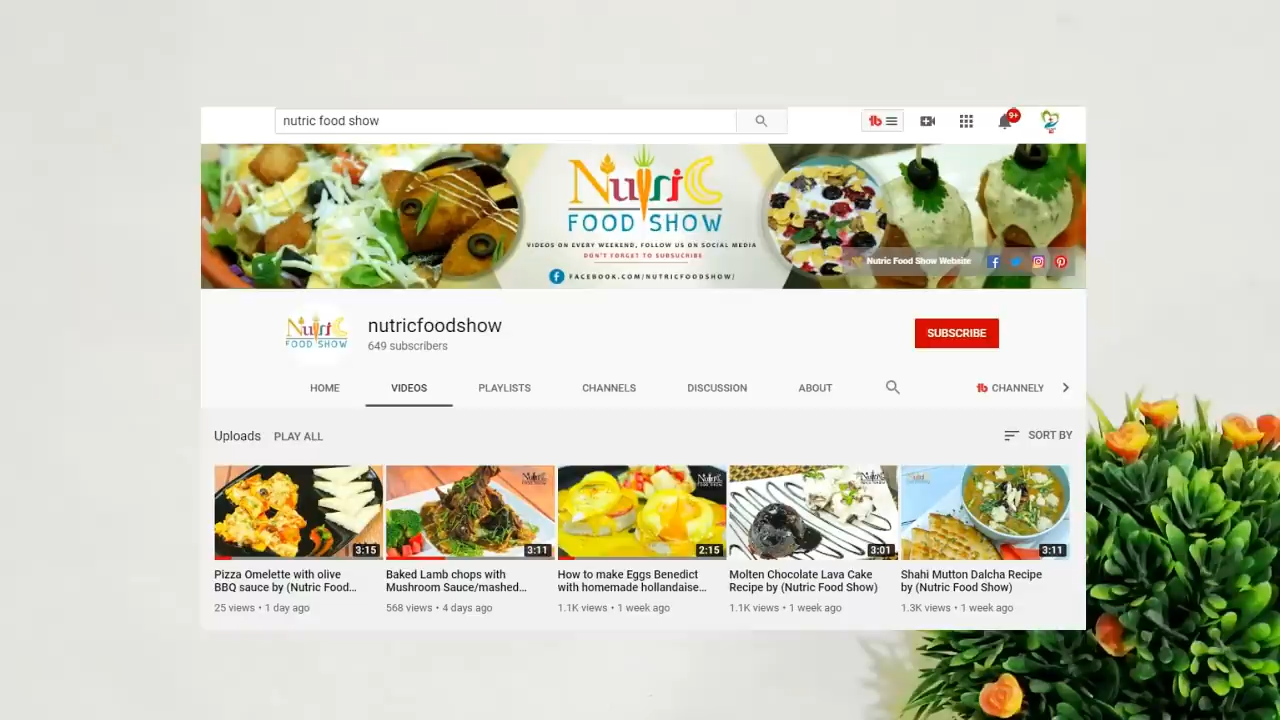 nutric food show
9+
NutriC
FOOD SHOW
VIDEOS ON EVERY WEEKEND, FOLLOW US ON SOCIAL MEDIA
DON'T FORGET TO SUBSCRIBE
FACEBOOK.COM/NUTRICFOODSHOW/
Nutric Food Show Website
NutriC
FOOD SHOW
nutricfoodshow
649 subscribers
SUBSCRIBE
HOME VIDEOS PLAYLISTS CHANNELS DISCUSSION ABOUT CHANNELY
Uploads PLAY ALL SORT BY
3:15 3:11 2:15 3:01 3:11
Pizza Omelette with olive
BBQ sauce by (Nutric Food...
25 views • 1 day ago
Baked Lamb chops with
Mushroom Sauce/mashed...
568 views • 4 days ago
How to make Eggs Benedict
with homemade hollandaise...
1.1K views • 1 week ago
Molten Chocolate Lava Cake
Recipe by (Nutric Food Show)
1.1K views • 1 week ago
Shahi Mutton Dalcha Recipe
by (Nutric Food Show)
1.3K views • 1 week ago